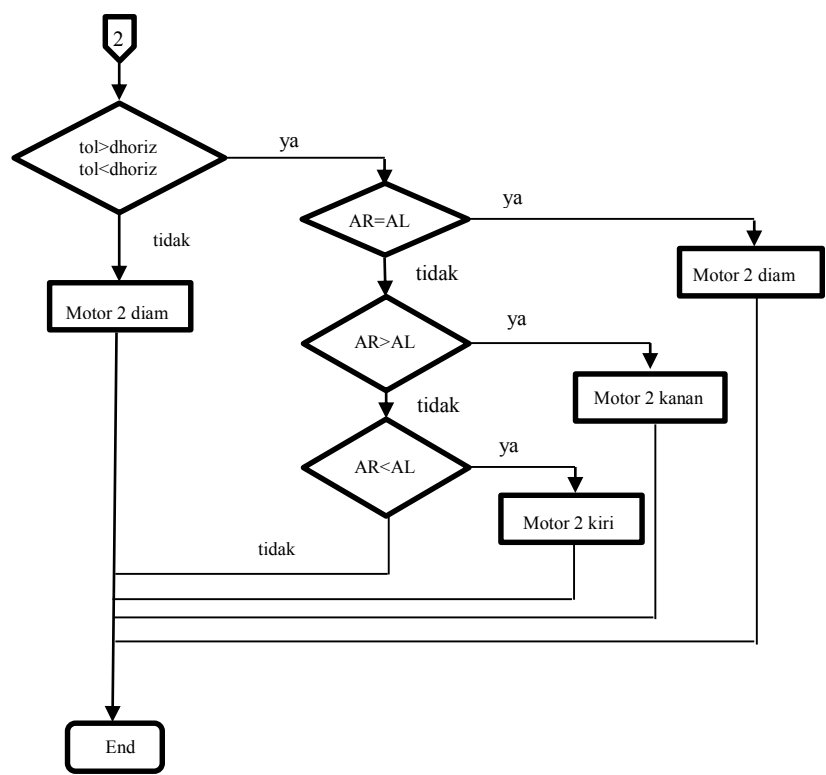 2
tol>dhoriz
tol<dhoriz
ya
AR=AL
ya
tidak
Motor 2 diam
tidak
Motor 2 diam
AR>AL
ya
Motor 2 kanan
tidak
AR<AL
ya
Motor 2 kiri
tidak
End